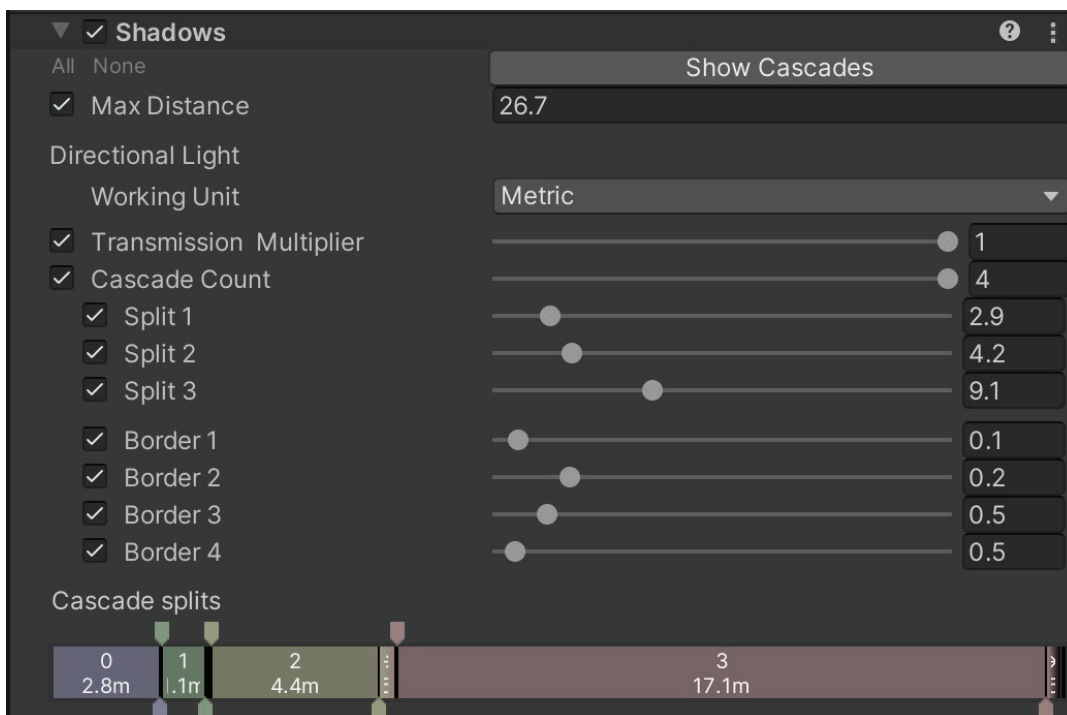 Shadows
All None
Show Cascades
Max Distance 26.7
Directional Light
Working Unit Metric
Transmission Multiplier 1
Cascade Count 4
Split 1 2.9
Split 2 4.2
Split 3 9.1
Border 1 0.1
Border 2 0.2
Border 3 0.5
Border 4 0.5
Cascade splits
0 1 2 3
2.8m .1m 4.4m 17.1m